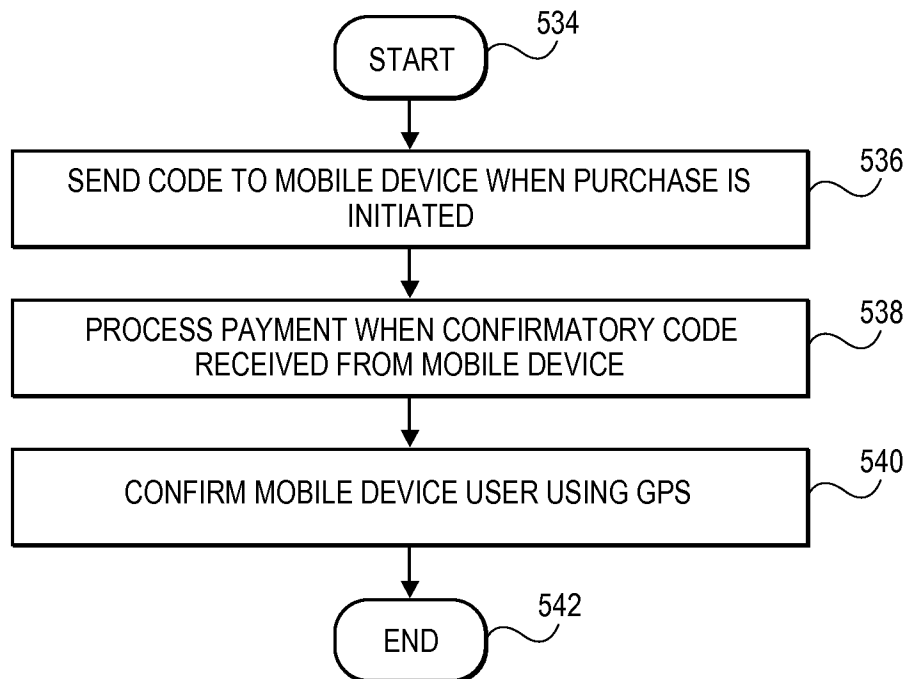 START
534
SEND CODE TO MOBILE DEVICE WHEN PURCHASE IS
INITIATED
536
PROCESS PAYMENT WHEN CONFIRMATORY CODE
RECEIVED FROM MOBILE DEVICE
538
CONFIRM MOBILE DEVICE USER USING GPS
540
END
542